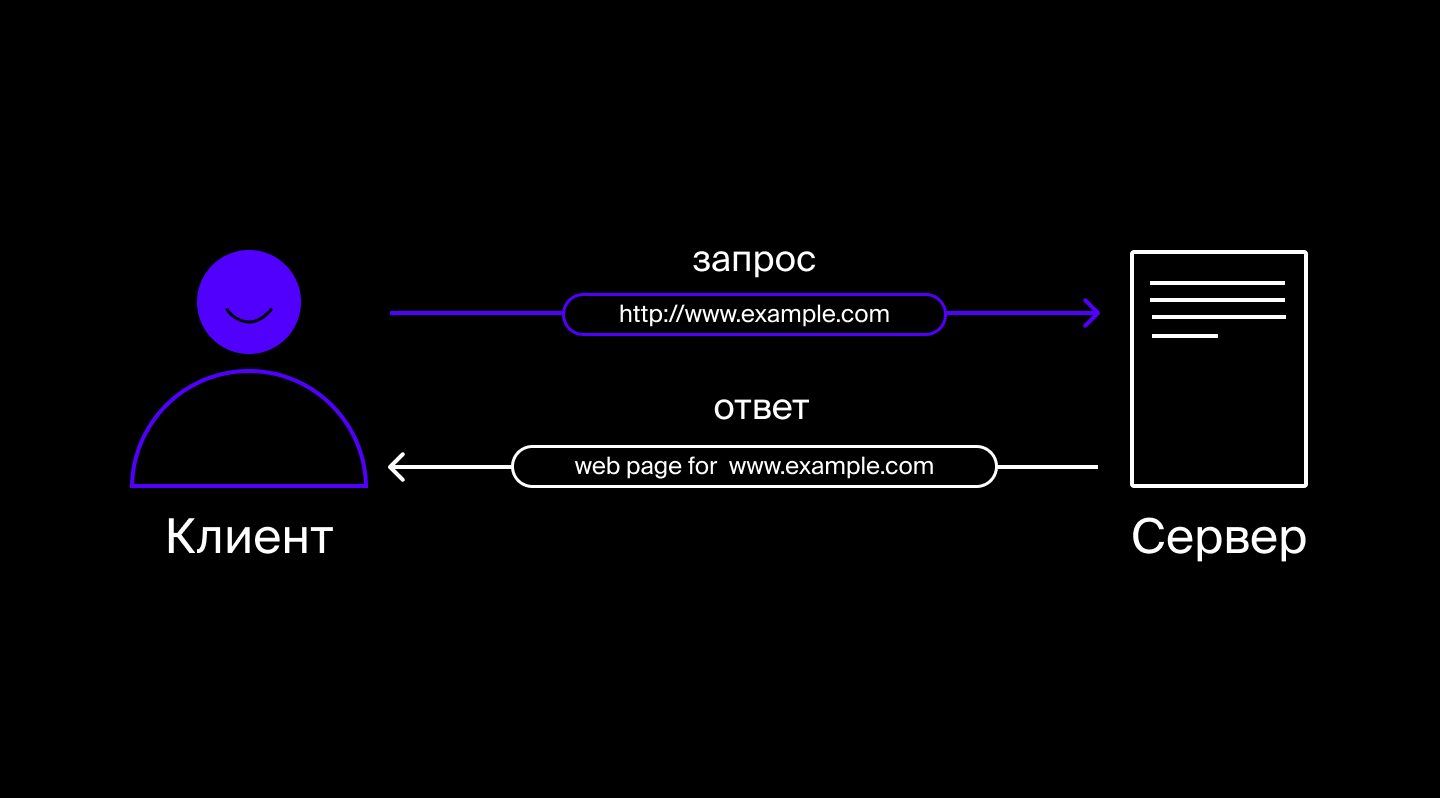 запрос
http://www.example.com
ответ
web page for www.example.com
Клиент
Сервер